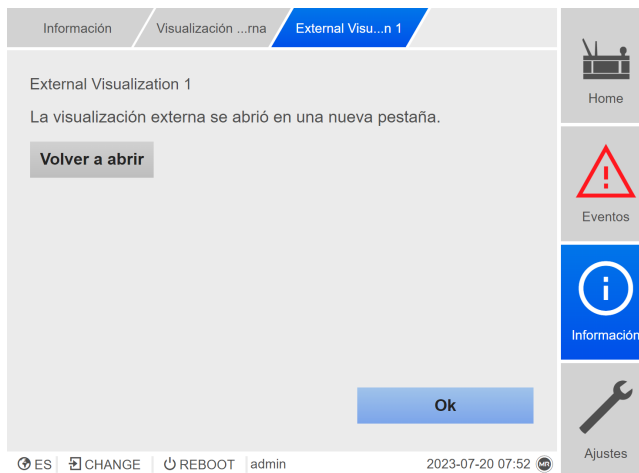 Información
Visualización ...rna
External Visu...n 1
External Visualization 1
La visualización externa se abrió en una nueva pestaña.
Volver a abrir
Ok
Home
Eventos
Información
Ajustes
ES
CHANGE
REBOOT
admin
2023-07-20 07:52
MR